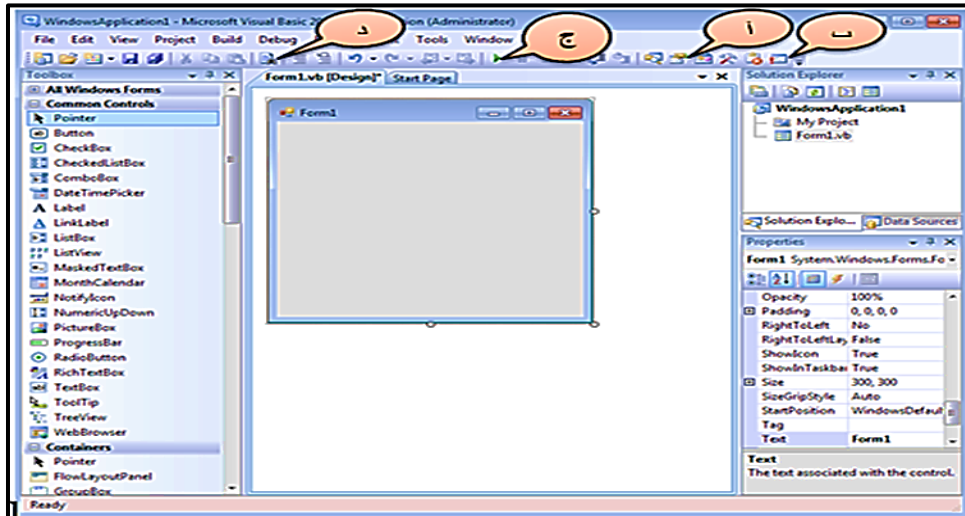 WindowsApplication1 - Microsoft Visual Basic 20 ion (Administrator)
File Edit View Project Build Debug Tools Window
د
ج
أ
ب
Toolbox
All Windows Forms
Common Controls
Pointer
Button
CheckBox
CheckedListBox
ComboBox
DateTimePicker
Label
LinkLabel
ListBox
ListView
MaskedTextBox
MonthCalendar
NotifyIcon
NumericUpDown
PictureBox
ProgressBar
RadioButton
RichTextBox
TextBox
ToolTip
TreeView
WebBrowser
Containers
Pointer
FlowLayoutPanel
GroupBox
Form1.vb [Design]* Start Page
Form1
Solution Explorer
WindowsApplication1
My Project
Form1.vb
Solution Explo... Data Sources
Properties
Form1 System.Windows.Forms.Fo
Opacity 100%
Padding 0, 0, 0, 0
RightToLeft No
RightToLeftLay False
ShowIcon True
ShowInTaskbar True
Size 300, 300
SizeGripStyle Auto
StartPosition WindowsDefault
Tag
Text Form1
Text
The text associated with the control.
Ready